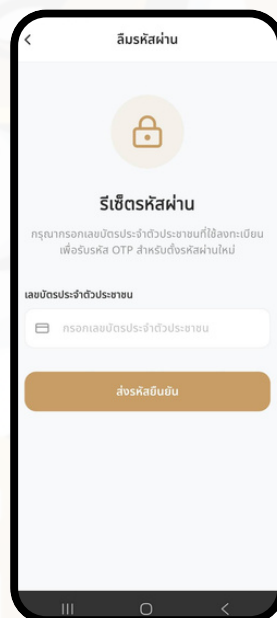 ลืมรหัสผ่าน
รีเซ็ตรหัสผ่าน
กรุณากรอกเลขบัตรประจำตัวประชาชนที่ใช้ลงทะเบียน
เพื่อรับรหัส OTP สำหรับตั้งรหัสผ่านใหม่
เลขบัตรประจำตัวประชาชน
กรอกเลขบัตรประจำตัวประชาชน
ส่งรหัสยืนยัน